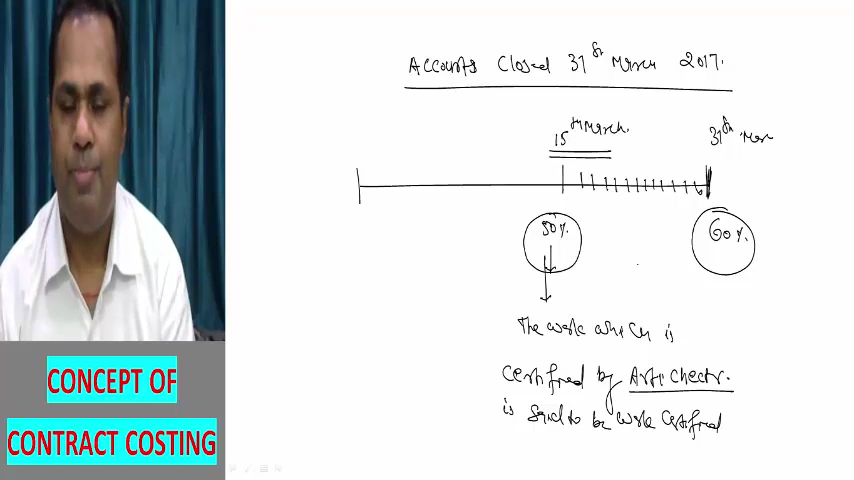 Accounts Closed 31st March 2017.
15th March.
31st Mar
50%
60%
The work which is
certified by Architectr.
is said to be work certified
CONCEPT OF
CONTRACT COSTING